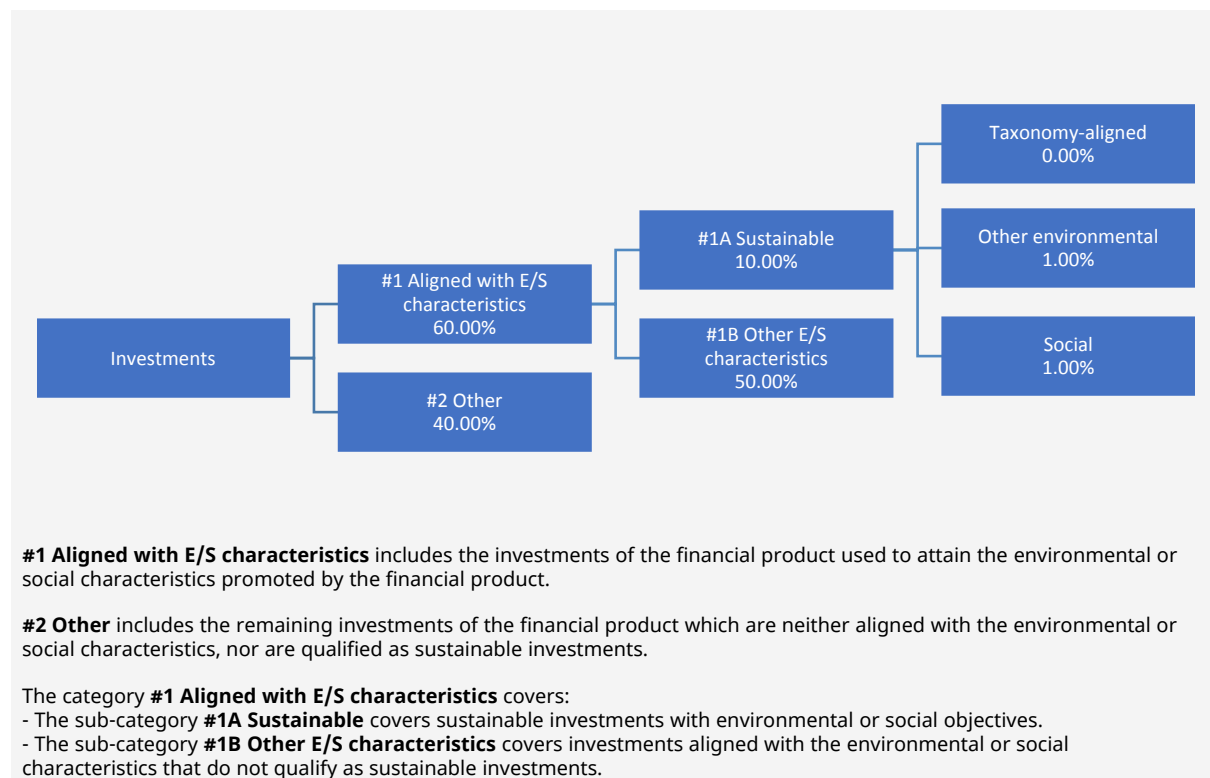 Investments
#1 Aligned with E/S
characteristics
60.00%
#2 Other
40.00%
#1A Sustainable
10.00%
#1B Other E/S
characteristics
50.00%
Taxonomy-aligned
0.00%
Other environmental
1.00%
Social
1.00%
#1 Aligned with E/S characteristics includes the investments of the financial product used to attain the environmental or
social characteristics promoted by the financial product.
#2 Other includes the remaining investments of the financial product which are neither aligned with the environmental or
social characteristics, nor are qualified as sustainable investments.
The category #1 Aligned with E/S characteristics covers:
- The sub-category #1A Sustainable covers sustainable investments with environmental or social objectives.
- The sub-category #1B Other E/S characteristics covers investments aligned with the environmental or social
characteristics that do not qualify as sustainable investments.